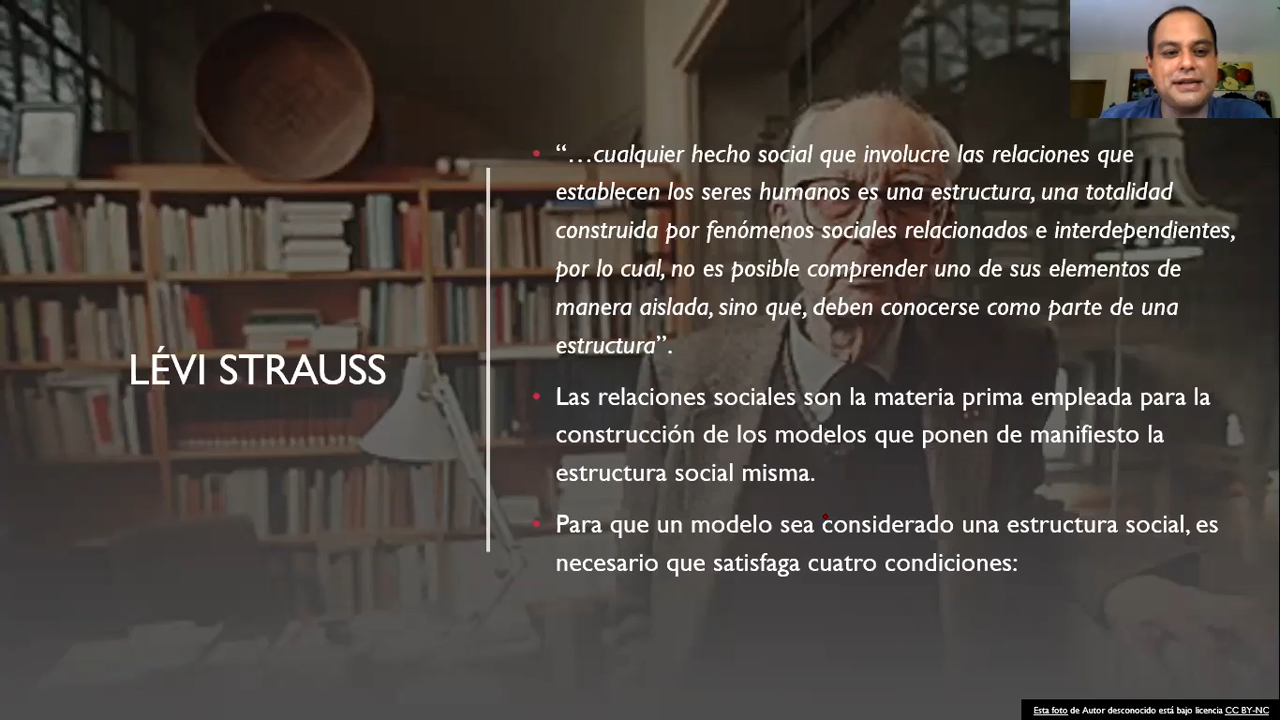 LÉVI STRAUSS
• “…cualquier hecho social que involucre las relaciones que
establecen los seres humanos es una estructura, una totalidad
construida por fenómenos sociales relacionados e interdependientes,
por lo cual, no es posible comprender uno de sus elementos de
manera aislada, sino que, deben conocerse como parte de una
estructura”.
• Las relaciones sociales son la materia prima empleada para la
construcción de los modelos que ponen de manifiesto la
estructura social misma.
• Para que un modelo sea considerado una estructura social, es
necesario que satisfaga cuatro condiciones:
Esta foto de Autor desconocido está bajo licencia CC BY-NC